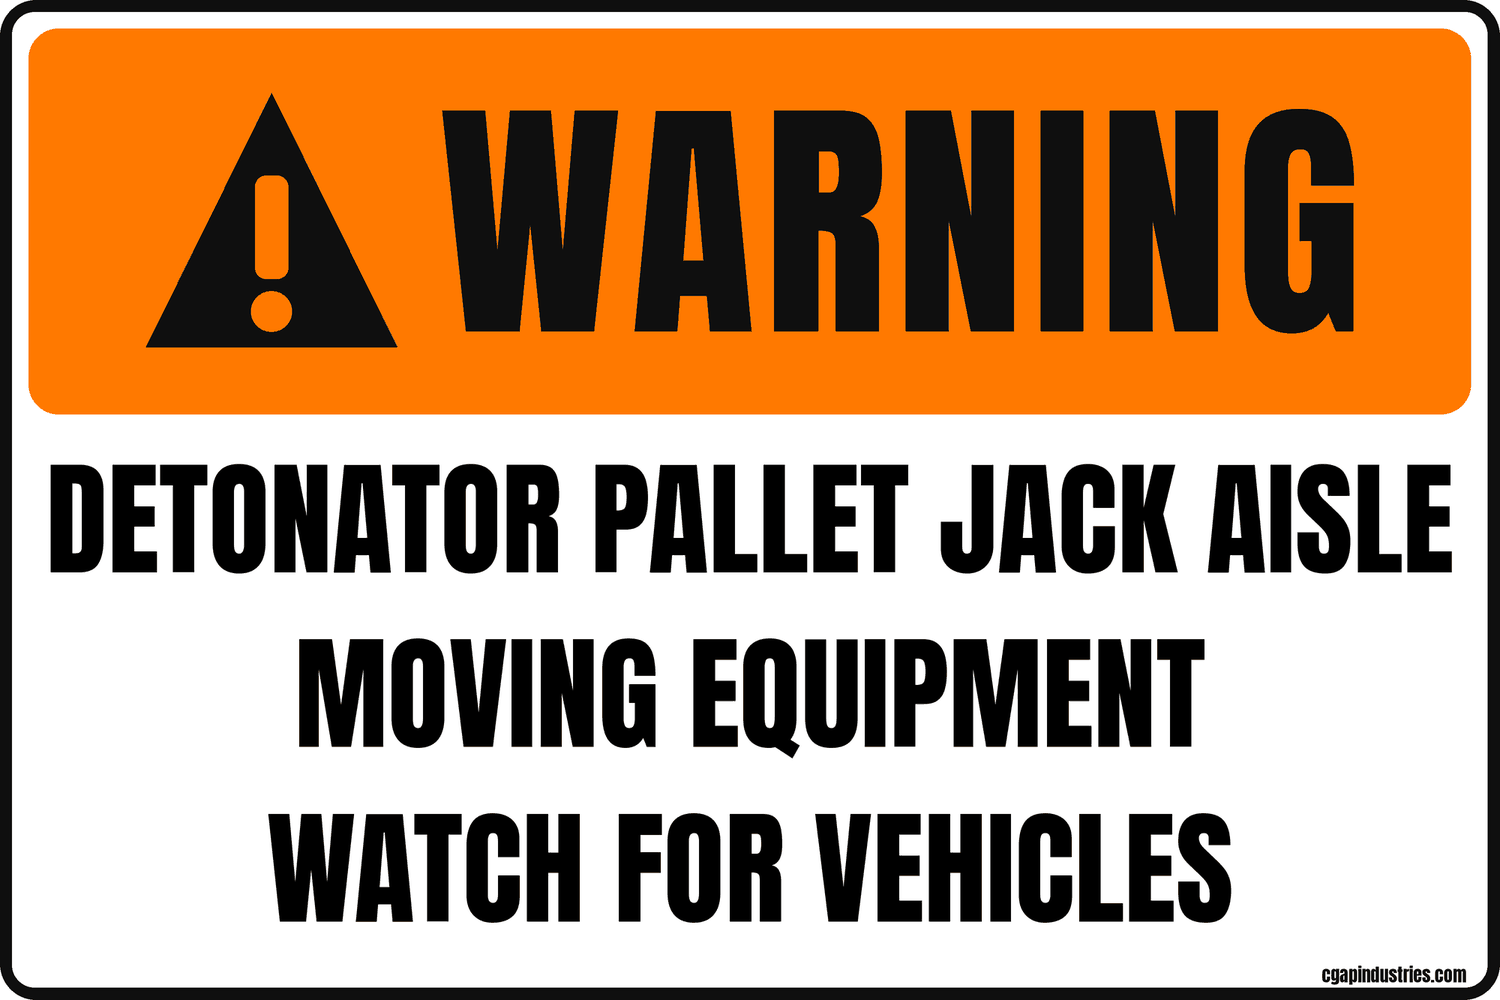 WARNING
DETONATOR PALLET JACK AISLE
MOVING EQUIPMENT
WATCH FOR VEHICLES
cgapindustries.com